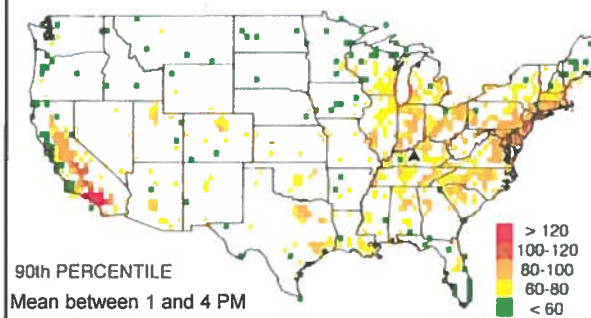 90th PERCENTILE
Mean between 1 and 4 PM
A
> 120
100-120
80-100
60-80
< 60